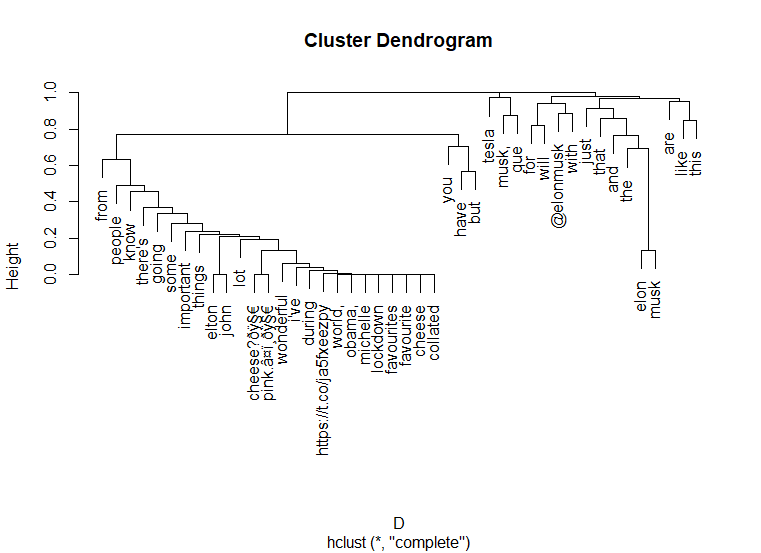 Cluster Dendrogram
Height
1.0
0.8
0.6
0.4
0.2
0.0
from
people
know
there's
going
some
important
things
elton
john
lot
wonderful
i've
during
https://t.co/ja5fxeezpy
world,
obama,
michelle
lockdown
favourites
favourite
cheese
collated
you
have
but
tesla
musk,
que
for
will
@elonmusk
with
just
that
and
the
elon
musk
are
like
this
D
hclust (*, "complete")